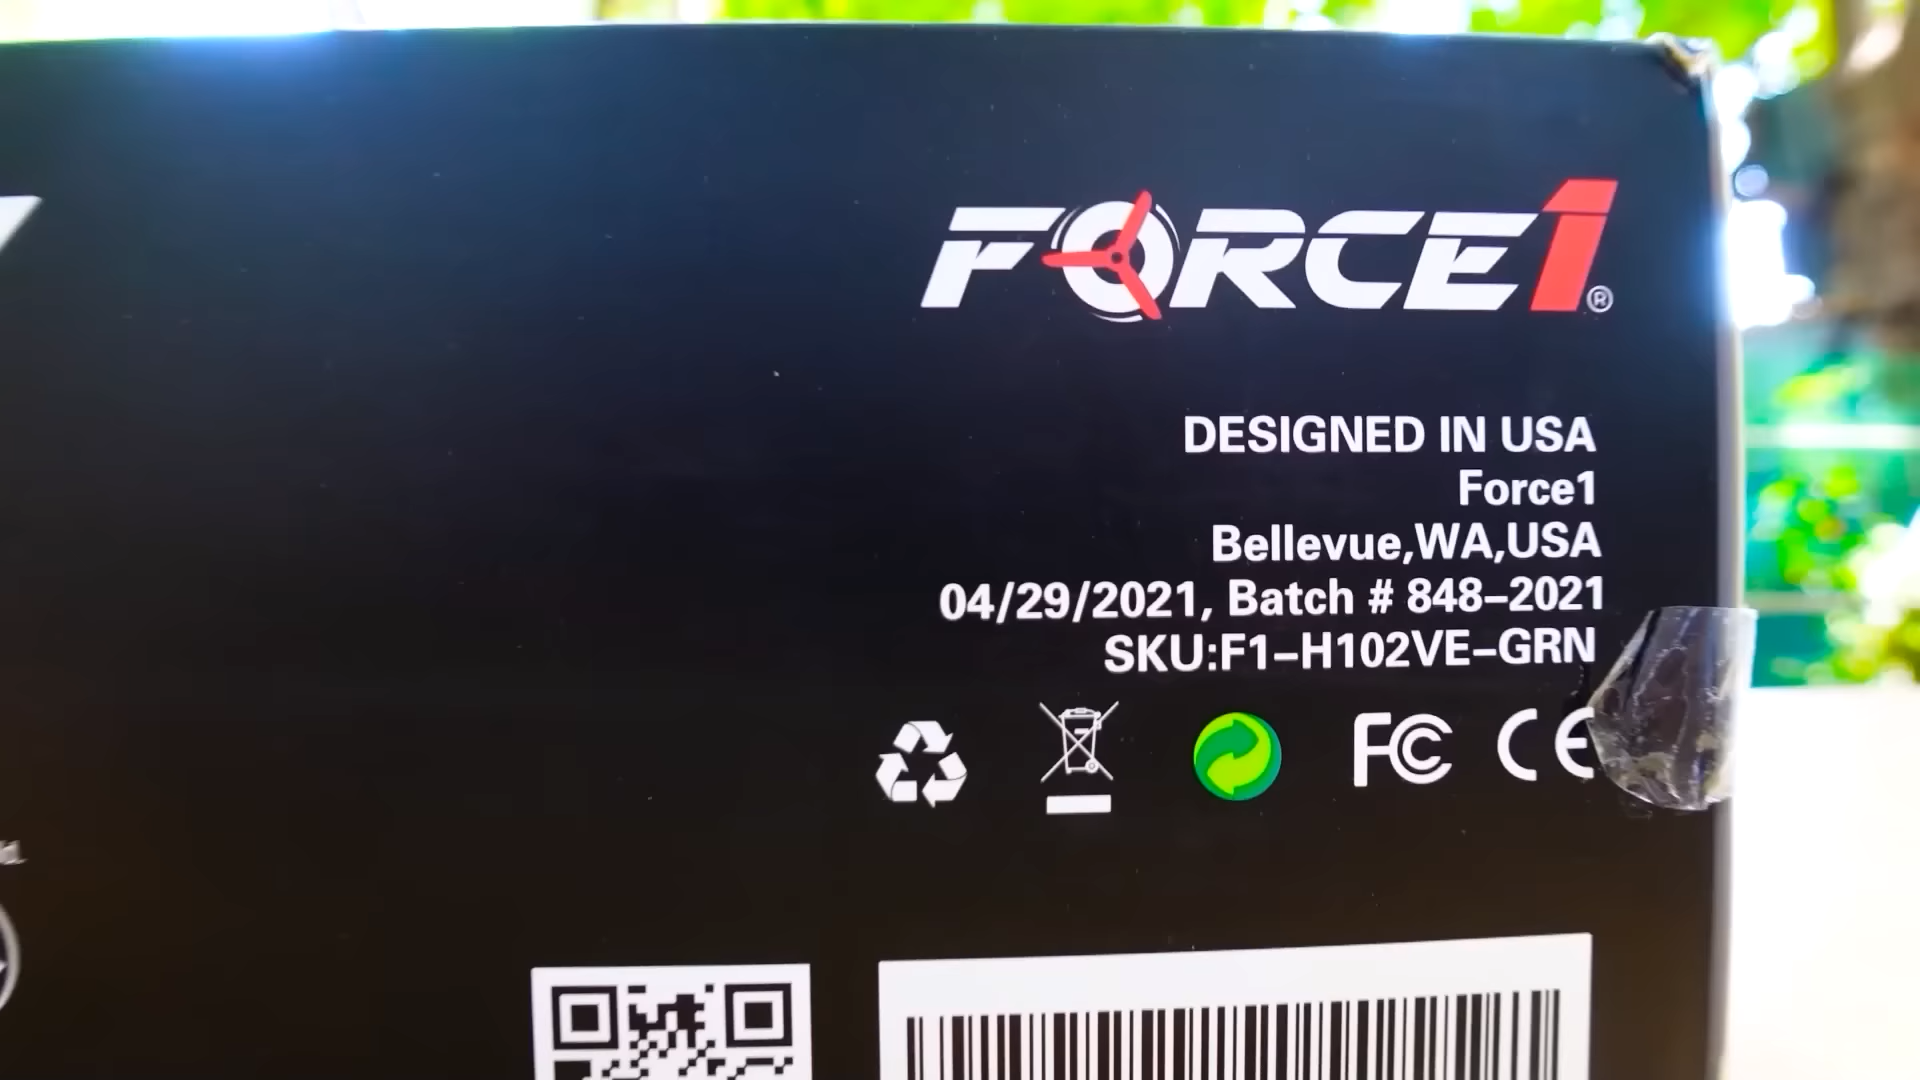 FORCE1®
DESIGNED IN USA
Force1
Bellevue,WA,USA
04/29/2021, Batch # 848-2021
SKU:F1-H102VE-GRN
FC CE